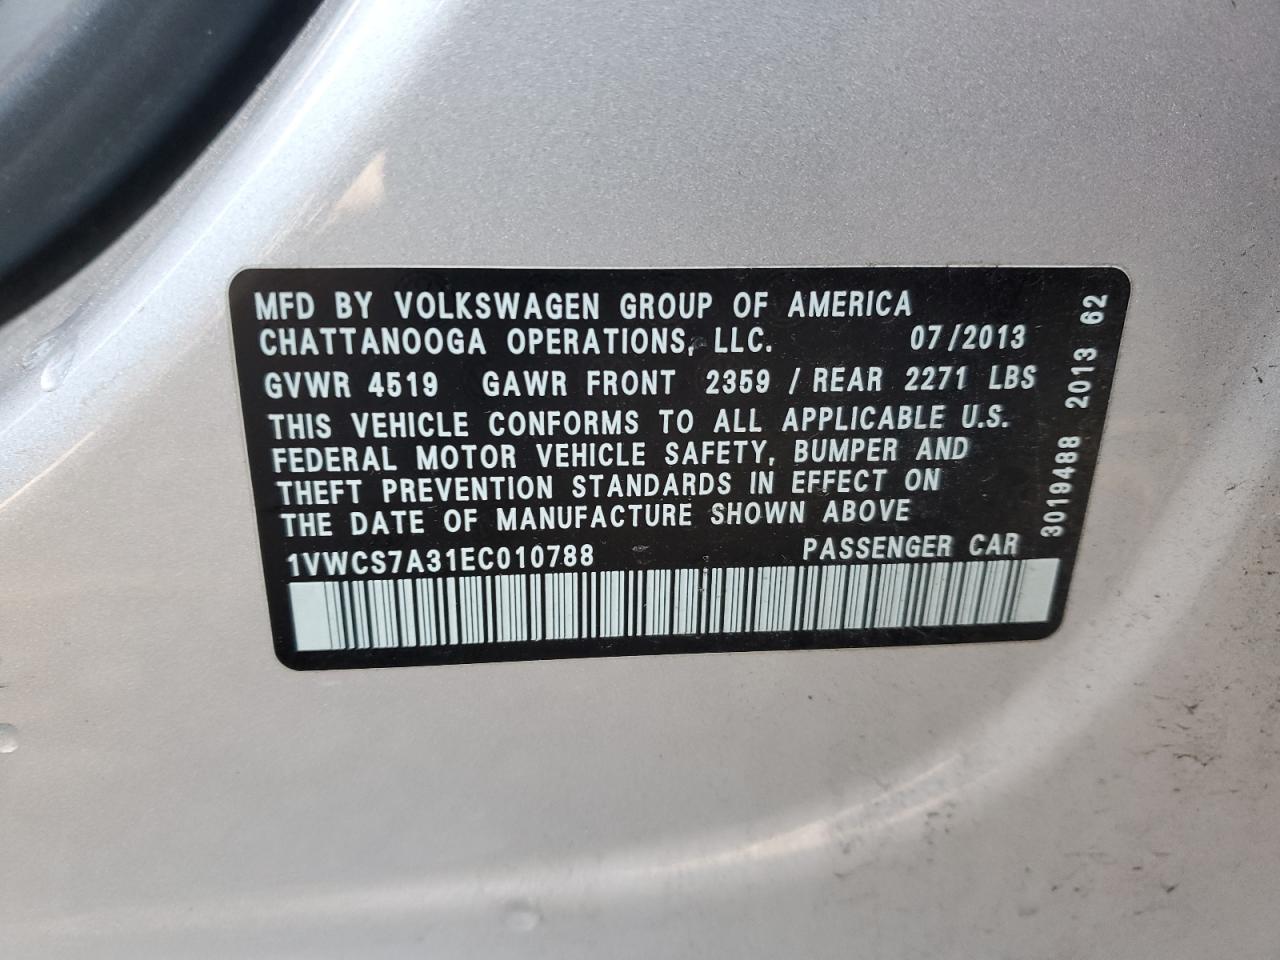 MFD BY VOLKSWAGEN GROUP OF AMERICA
CHATTANOOGA OPERATIONS, LLC. 07/2013
GVWR 4519 GAWR FRONT 2359 / REAR 2271 LBS
THIS VEHICLE CONFORMS TO ALL APPLICABLE U.S.
FEDERAL MOTOR VEHICLE SAFETY, BUMPER AND
THEFT PREVENTION STANDARDS IN EFFECT ON
THE DATE OF MANUFACTURE SHOWN ABOVE
1VWCS7A31EC010788 PASSENGER CAR
3019488 2013 62